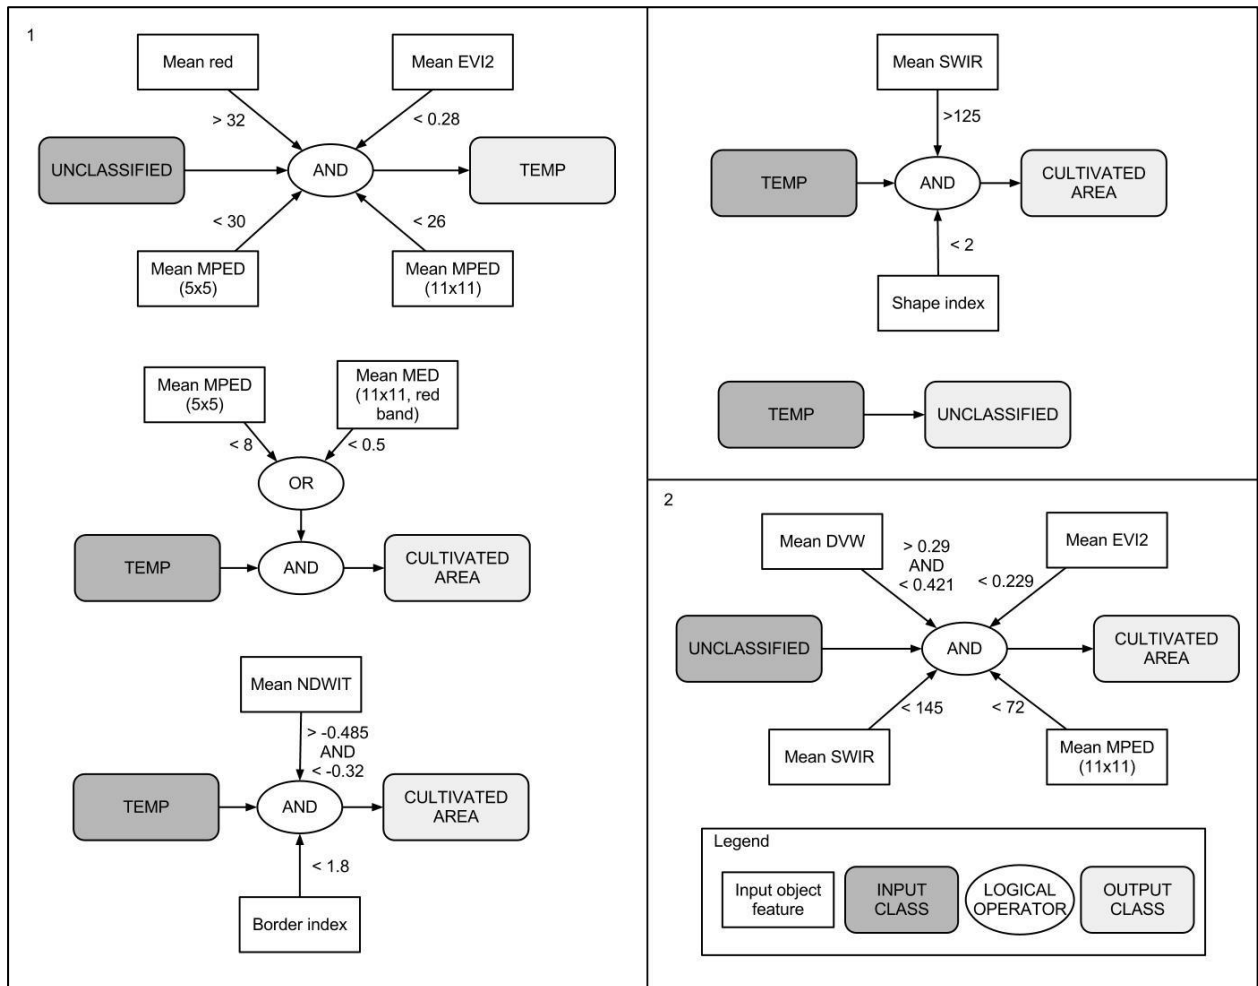 1
Mean red
Mean EVI2
> 32
< 0.28
UNCLASSIFIED
AND
TEMP
< 30
< 26
Mean MPED
(5x5)
Mean MPED
(11x11)
Mean MPED
(5x5)
Mean MED
(11x11, red
band)
< 8
< 0.5
OR
TEMP
AND
CULTIVATED
AREA
Mean NDWIT
> -0.485
AND
< -0.32
TEMP
AND
CULTIVATED
AREA
< 1.8
Border index
Mean SWIR
>125
TEMP
AND
CULTIVATED
AREA
< 2
Shape index
TEMP
UNCLASSIFIED
2
Mean DVW
Mean EVI2
> 0.29
AND
< 0.421
< 0.229
UNCLASSIFIED
AND
CULTIVATED
AREA
< 145
< 72
Mean SWIR
Mean MPED
(11x11)
Legend
Input object
feature
INPUT
CLASS
LOGICAL
OPERATOR
OUTPUT
CLASS